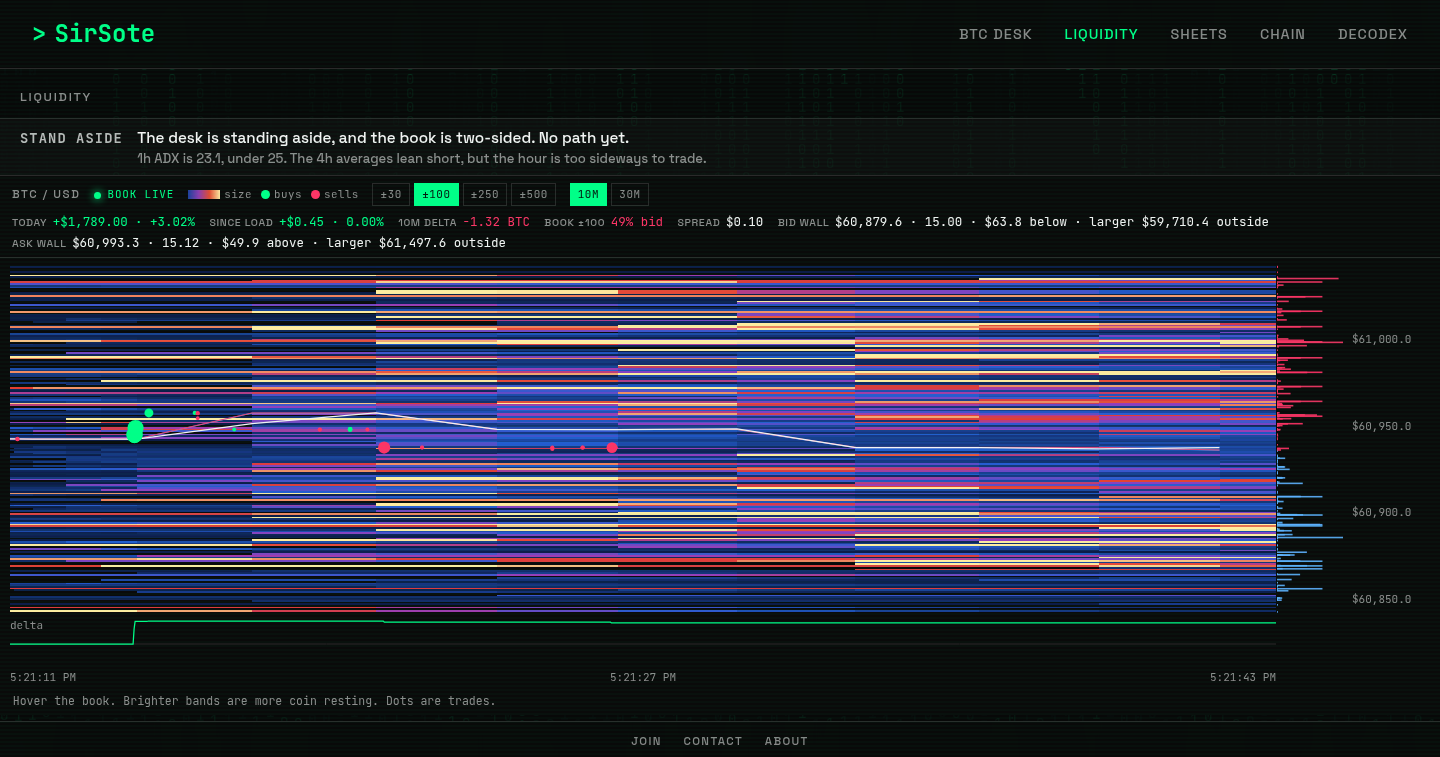 > SirSote
BTC DESK LIQUIDITY SHEETS CHAIN DECODEX
LIQUIDITY
STAND ASIDE The desk is standing aside, and the book is two-sided. No path yet.
1h ADX is 23.1, under 25. The 4h averages lean short, but the hour is too sideways to trade.
BTC / USD BOOK LIVE size buys sells ±30 ±100 ±250 ±500 10M 30M
TODAY +$1,789.00 · +3.02% SINCE LOAD +$0.45 · 0.00% 10M DELTA -1.32 BTC BOOK ±100 49% bid SPREAD $0.10 BID WALL $60,879.6 · 15.00 · $63.8 below · larger $59,710.4 outside
ASK WALL $60,993.3 · 15.12 · $49.9 above · larger $61,497.6 outside
$61,000.0
$60,950.0
$60,900.0
$60,850.0
delta
5:21:11 PM 5:21:27 PM 5:21:43 PM
Hover the book. Brighter bands are more coin resting. Dots are trades.
JOIN CONTACT ABOUT